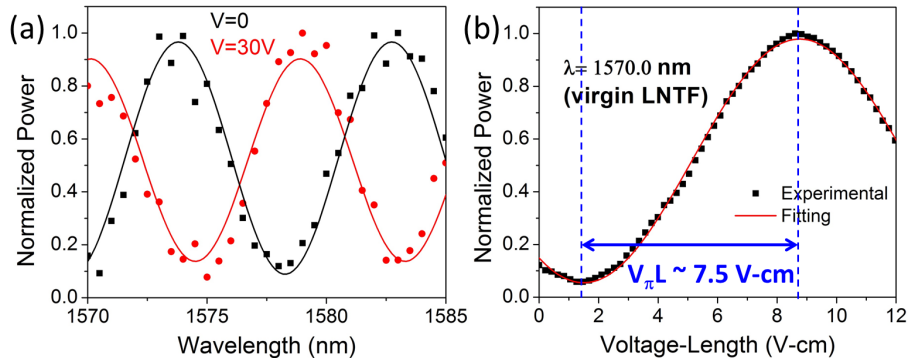 (a)
V=0
V=30V
Normalized Power
1.0
0.8
0.6
0.4
0.2
0.0
1570
1575
1580
1585
Wavelength (nm)
(b)
λ= 1570.0 nm
(virgin LNTF)
Experimental
Fitting
VπL ~ 7.5 V-cm
Normalized Power
1.0
0.8
0.6
0.4
0.2
0.0
0
2
4
6
8
10
12
Voltage-Length (V-cm)